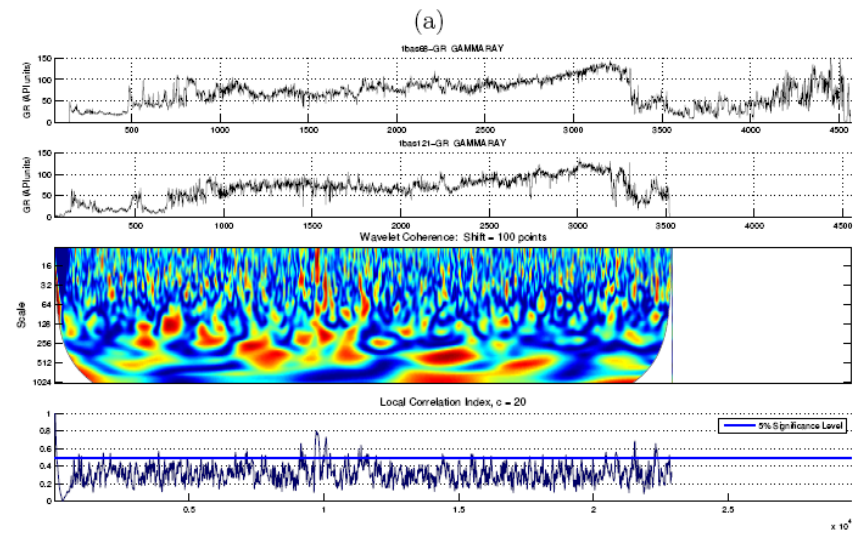 (a)
1bas68-GR GAMMARAY
150
100
50
0
GR (API units)
500 1000 1500 2000 2500 3000 3500 4000 4500
1bas121-GR GAMMARAY
150
100
50
0
GR (API units)
500 1000 1500 2000 2500 3000 3500 4000 4500
Wavelet Coherence: Shift = 100 points
16
32
64
128
256
512
1024
Scale
Local Correlation Index, c = 20
1
0.8
0.6
0.4
0.2
0
5% Significance Level
0.5 1 1.5 2 2.5
x 10⁴